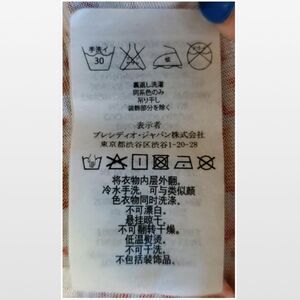 手洗イ
30
裏返し洗濯
同系色のみ
吊り干し
装飾部分を除く
表示者
プレシディオ・ジャパン株式会社
東京都渋谷区渋谷1-20-28
将衣物内层外翻。
冷水手洗，可与类似颜
色衣物同时洗涤。
不可漂白。
悬挂晾干。
不可翻转干燥。
低温熨烫。
不可干洗。
不包括装饰品。